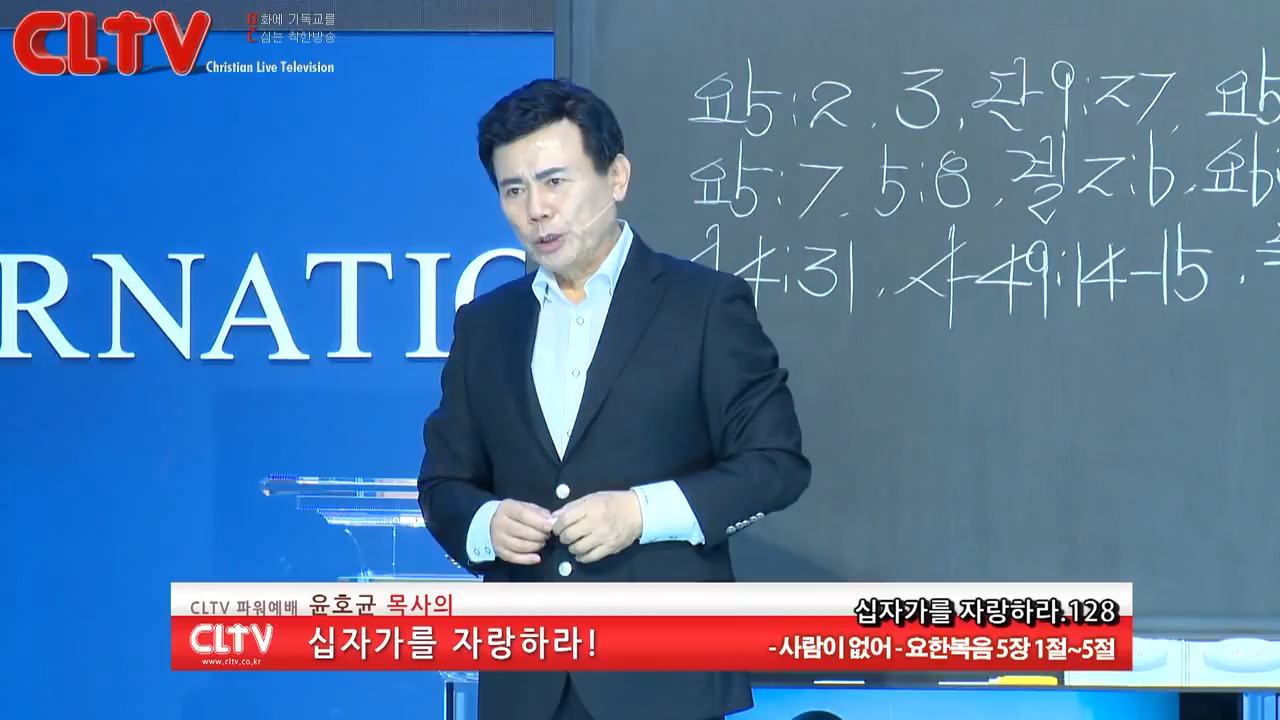 CLTV
문화에 기독교를
심는 착한방송
Christian Live Television
요5:2, 3, 잔9:27, 요5
요5:7, 5:8, 겔2:6, 요6:
14:31, 사49:14-15,
RNATIO
CLTV 파워예배 윤호균 목사의
십자가를 자랑하라.128
CLTV
www.cltv.co.kr
십자가를 자랑하라!
- 사람이 없어 - 요한복음 5장 1절~5절